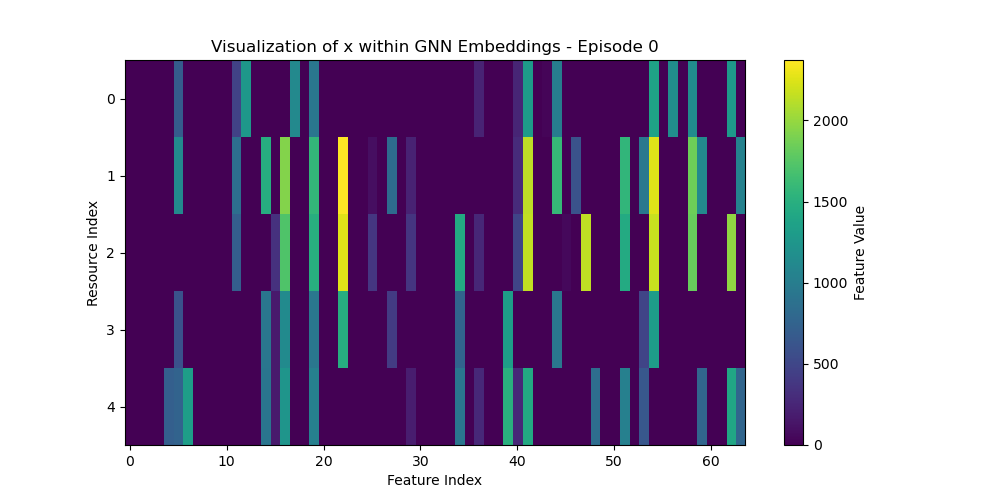 Visualization of x within GNN Embeddings - Episode 0
Resource Index
0
1
2
3
4
0 10 20 30 40 50 60
Feature Index
2000
1500
1000
500
0
Feature Value